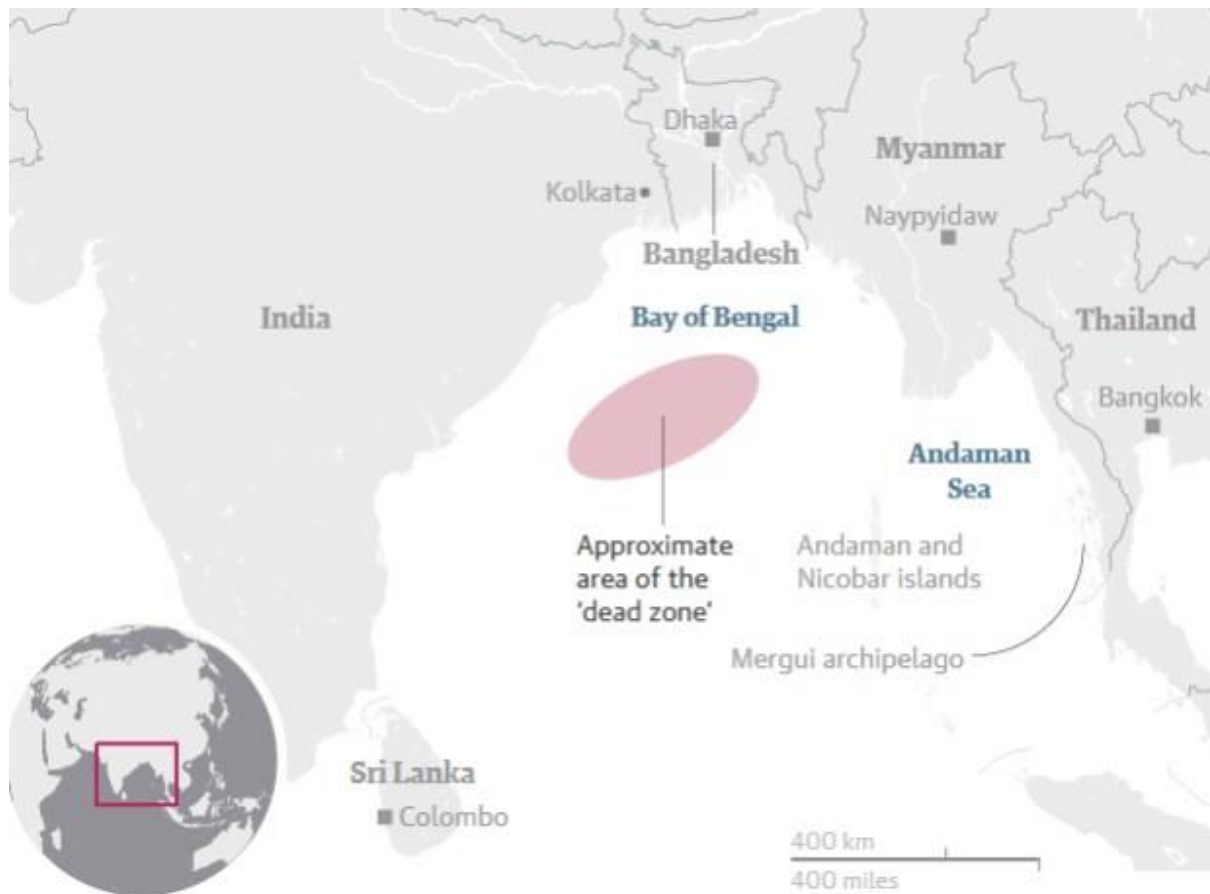 Dhaka
Myanmar
Kolkata
Naypyidaw
Bangladesh
India
Bay of Bengal
Thailand
Bangkok
Andaman
Sea
Approximate
area of the
‘dead zone’
Andaman and
Nicobar islands
Mergui archipelago
Sri Lanka
Colombo
400 km
400 miles